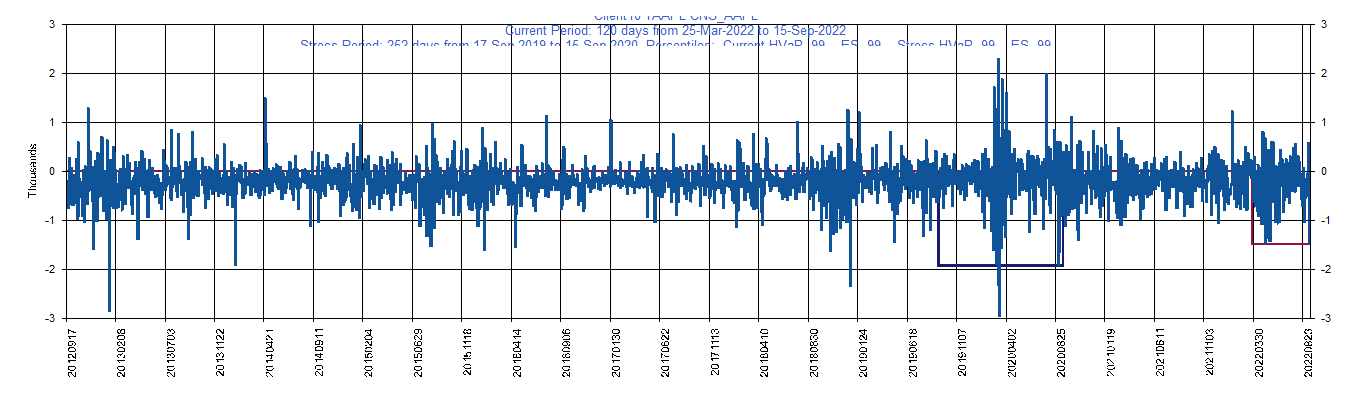 Current Period: 120 days from 25-Mar-2022 to 15-Sep-2022
Stress Period: 252 days from 17-Sep-2019 to 15-Sep-2020 Percentiles: Current HVaR 99 ES 99 Stress HVaR 99 ES 99
3 3
2 2
1 1
0 0
-1 -1
-2 -2
-3 -3
Thousands
20120917 20130208 20130703 20131122 20140421 20140911 20150204 20150629 20151118 20160414 20160906 20170130 20170622 20171113 20180410 20180830 20190124 20190618 20191107 20200402 20200825 20210119 20210611 20211103 20220330 20220823